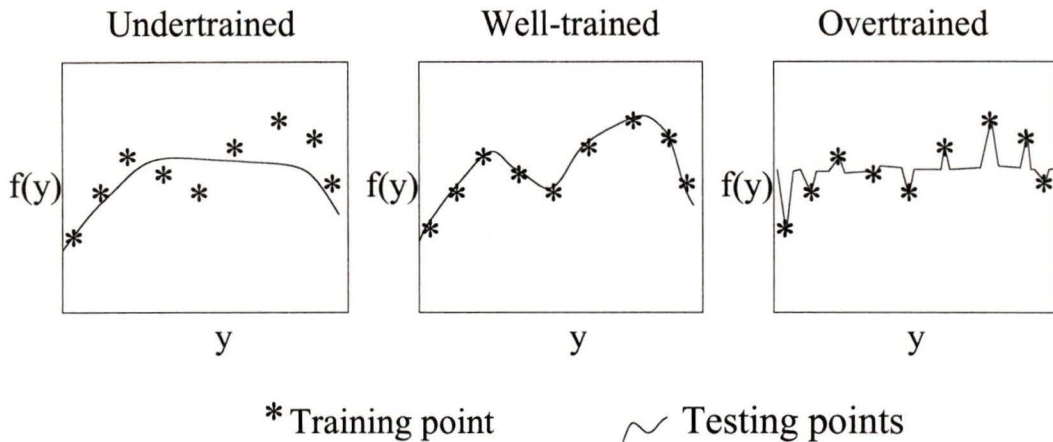 Undertrained Well-trained Overtrained
f(y) f(y) f(y)
y y y
* Training point Testing points